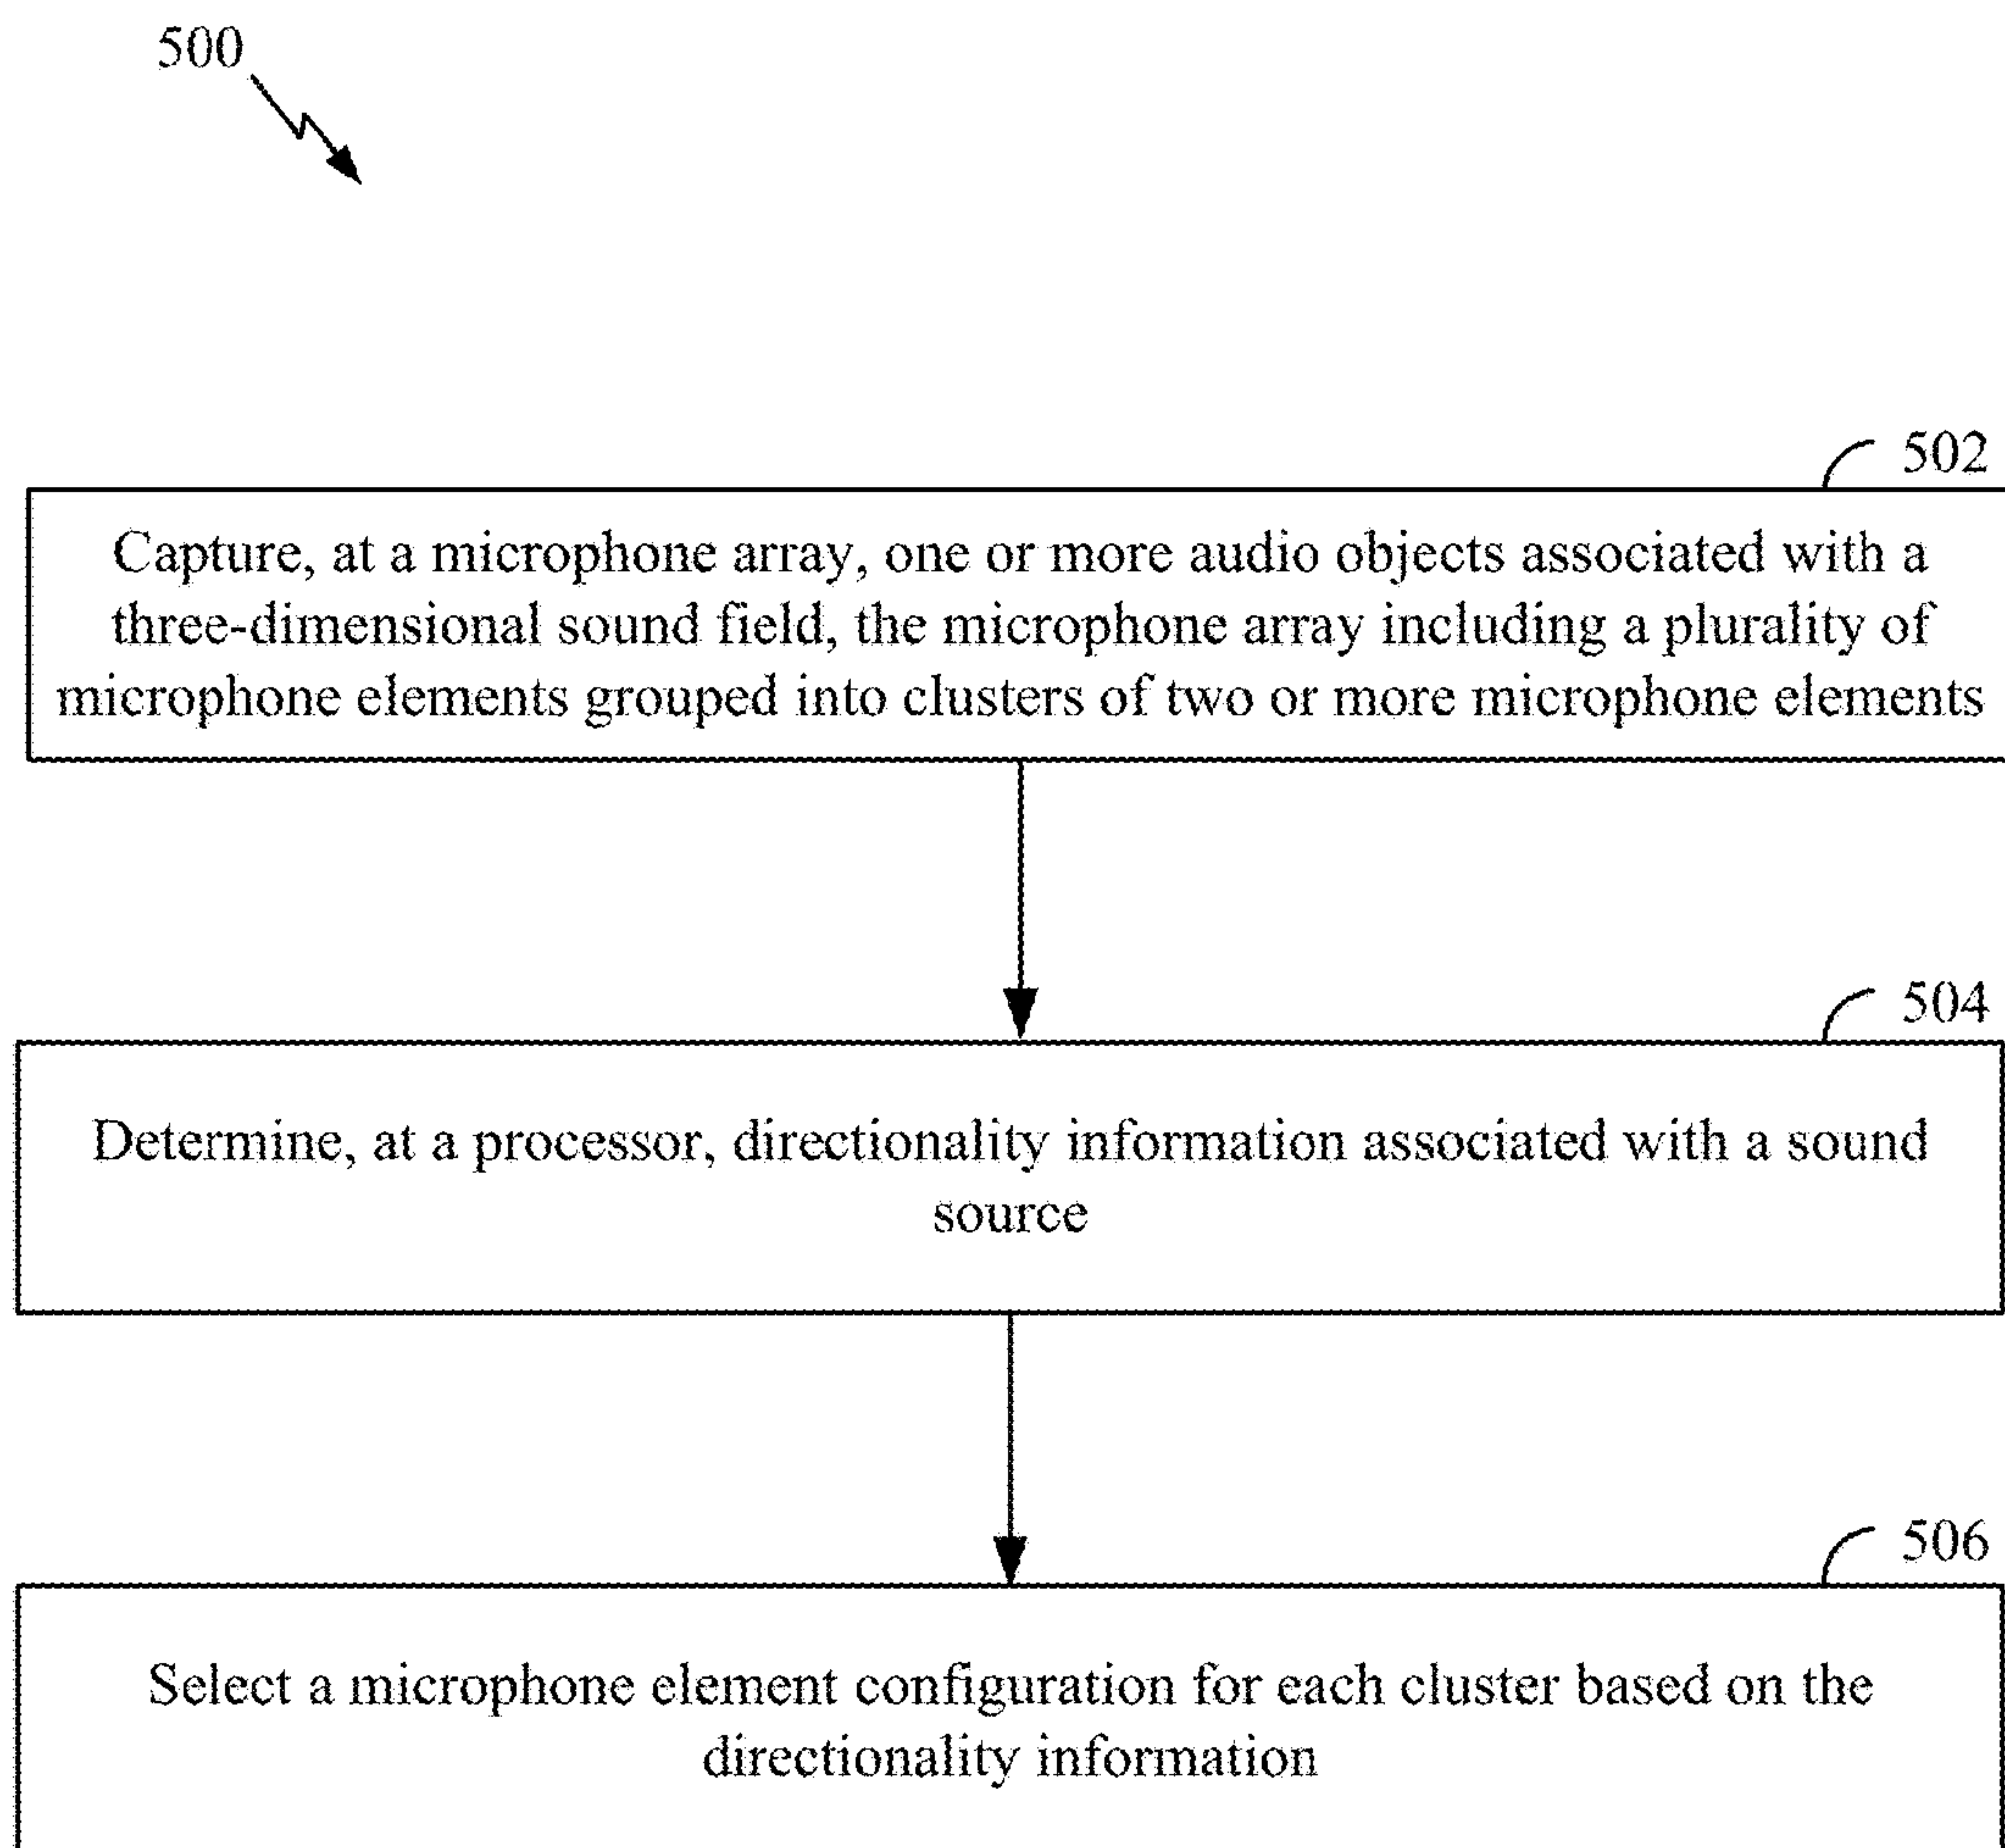 500
502
Capture, at a microphone array, one or more audio objects associated with a
three-dimensional sound field, the microphone array including a plurality of
microphone elements grouped into clusters of two or more microphone elements
504
Determine, at a processor, directionality information associated with a sound
source
506
Select a microphone element configuration for each cluster based on the
directionality information